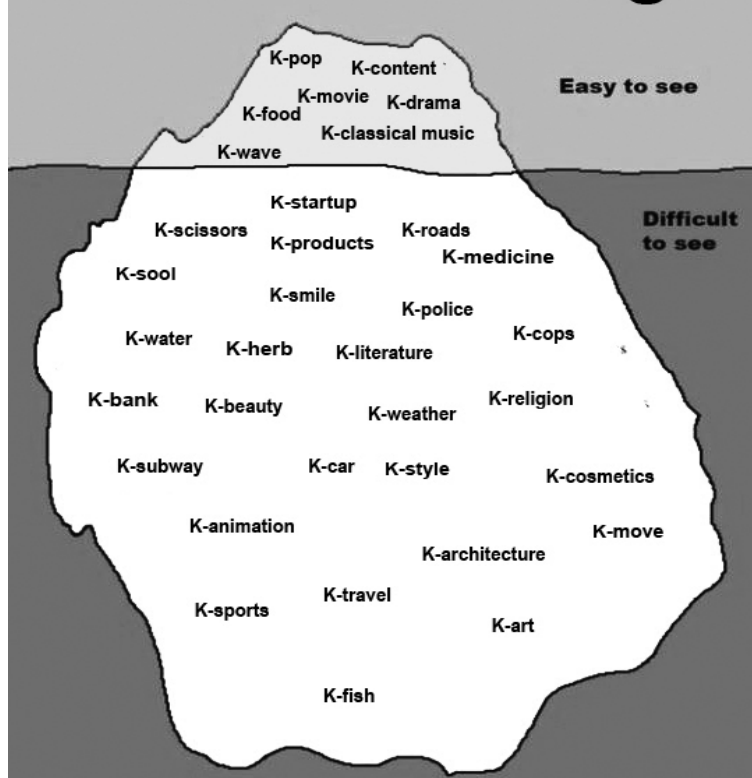 K-pop
K-content
K-movie
K-drama
K-food
K-classical music
K-wave
Easy to see
K-startup
K-scissors
K-products
K-roads
K-medicine
Difficult
to see
K-sool
K-smile
K-police
K-water
K-herb
K-literature
K-cops
K-bank
K-beauty
K-weather
K-religion
K-subway
K-car
K-style
K-cosmetics
K-animation
K-move
K-architecture
K-travel
K-sports
K-art
K-fish